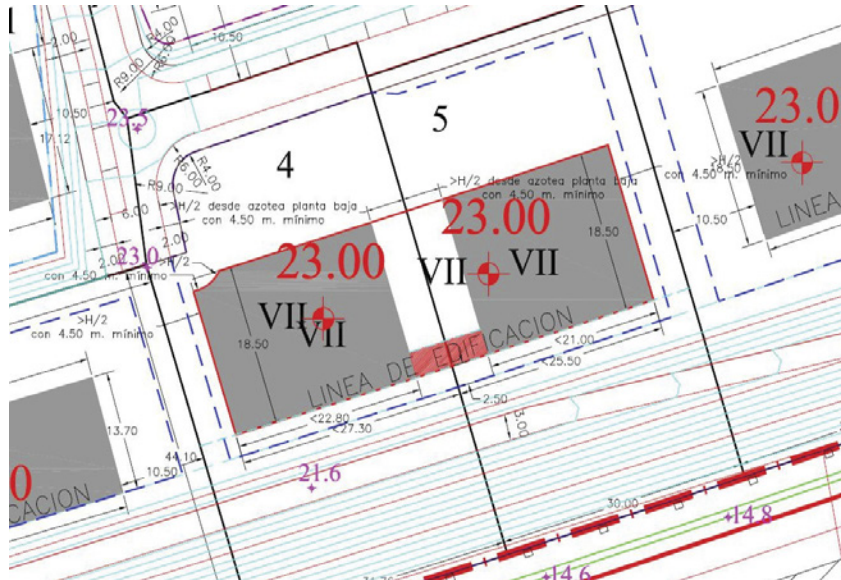 R4.00
R9.00
10.50
2.00
10.50
17.12
23.5
5
4
R4.00
R6.00
R9.00
6.00
2.00
2.00
>H/2 desde azotea planta baja
con 4.50 m. mínimo
>H/2 desde azotea planta baja
con 4.50 m. mínimo
>H/2
con 4.50 m. mínimo
23.0
VII
18.50
10.50
LINEA
23.0
>H/2
con 4.50 m. mínimo
>H/2
con 4.50 m. mínimo
23.00
VII
VII
18.50
23.00
VII
VII
18.50
LINEA DE EDIFICACION
<21.00
<25.50
2.50
<22.80
<27.30
3.00
13.70
10.50
44.10
0
CACION
21.6
30.00
14.8
14.6